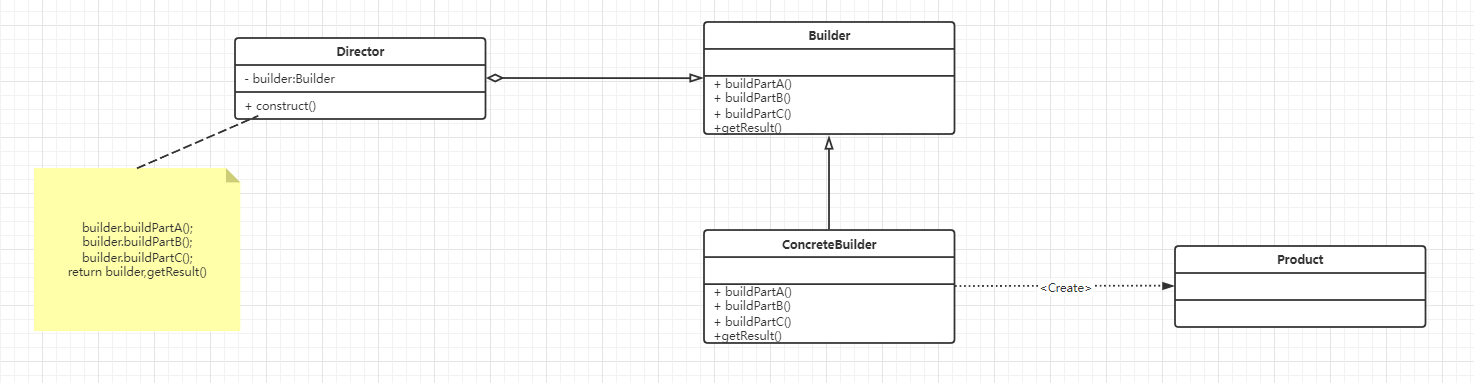 Director
- builder:Builder
+ construct()
Builder
+ buildPartA()
+ buildPartB()
+ buildPartC()
+getResult()
builder.buildPartA();
builder.buildPartB();
builder.buildPartC();
return builder,getResult()
ConcreteBuilder
+ buildPartA()
+ buildPartB()
+ buildPartC()
+getResult()
<Create>
Product